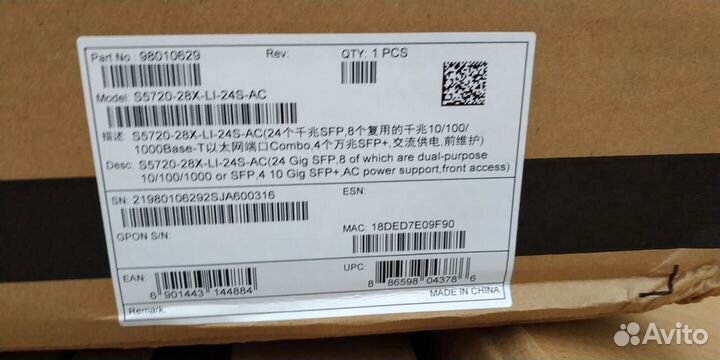 Part No.: 98010629 Rev: QTY: 1 PCS
Model: S5720-28X-LI-24S-AC
描述: S5720-28X-LI-24S-AC(24个千兆SFP,8个复用的千兆10/100/
1000Base-T以太网端口Combo,4个万兆SFP+,交流供电,前维护)
Desc: S5720-28X-LI-24S-AC(24 Gig SFP,8 of which are dual-purpose
10/100/1000 or SFP,4 10 Gig SFP+,AC power support,front access)
SN: 21980106292SJA600316 ESN:
GPON S/N: MAC: 18DED7E09F90
EAN: 6 901443 144884 UPC: 8 86598 04378 6
Remark: MADE IN CHINA
Avito